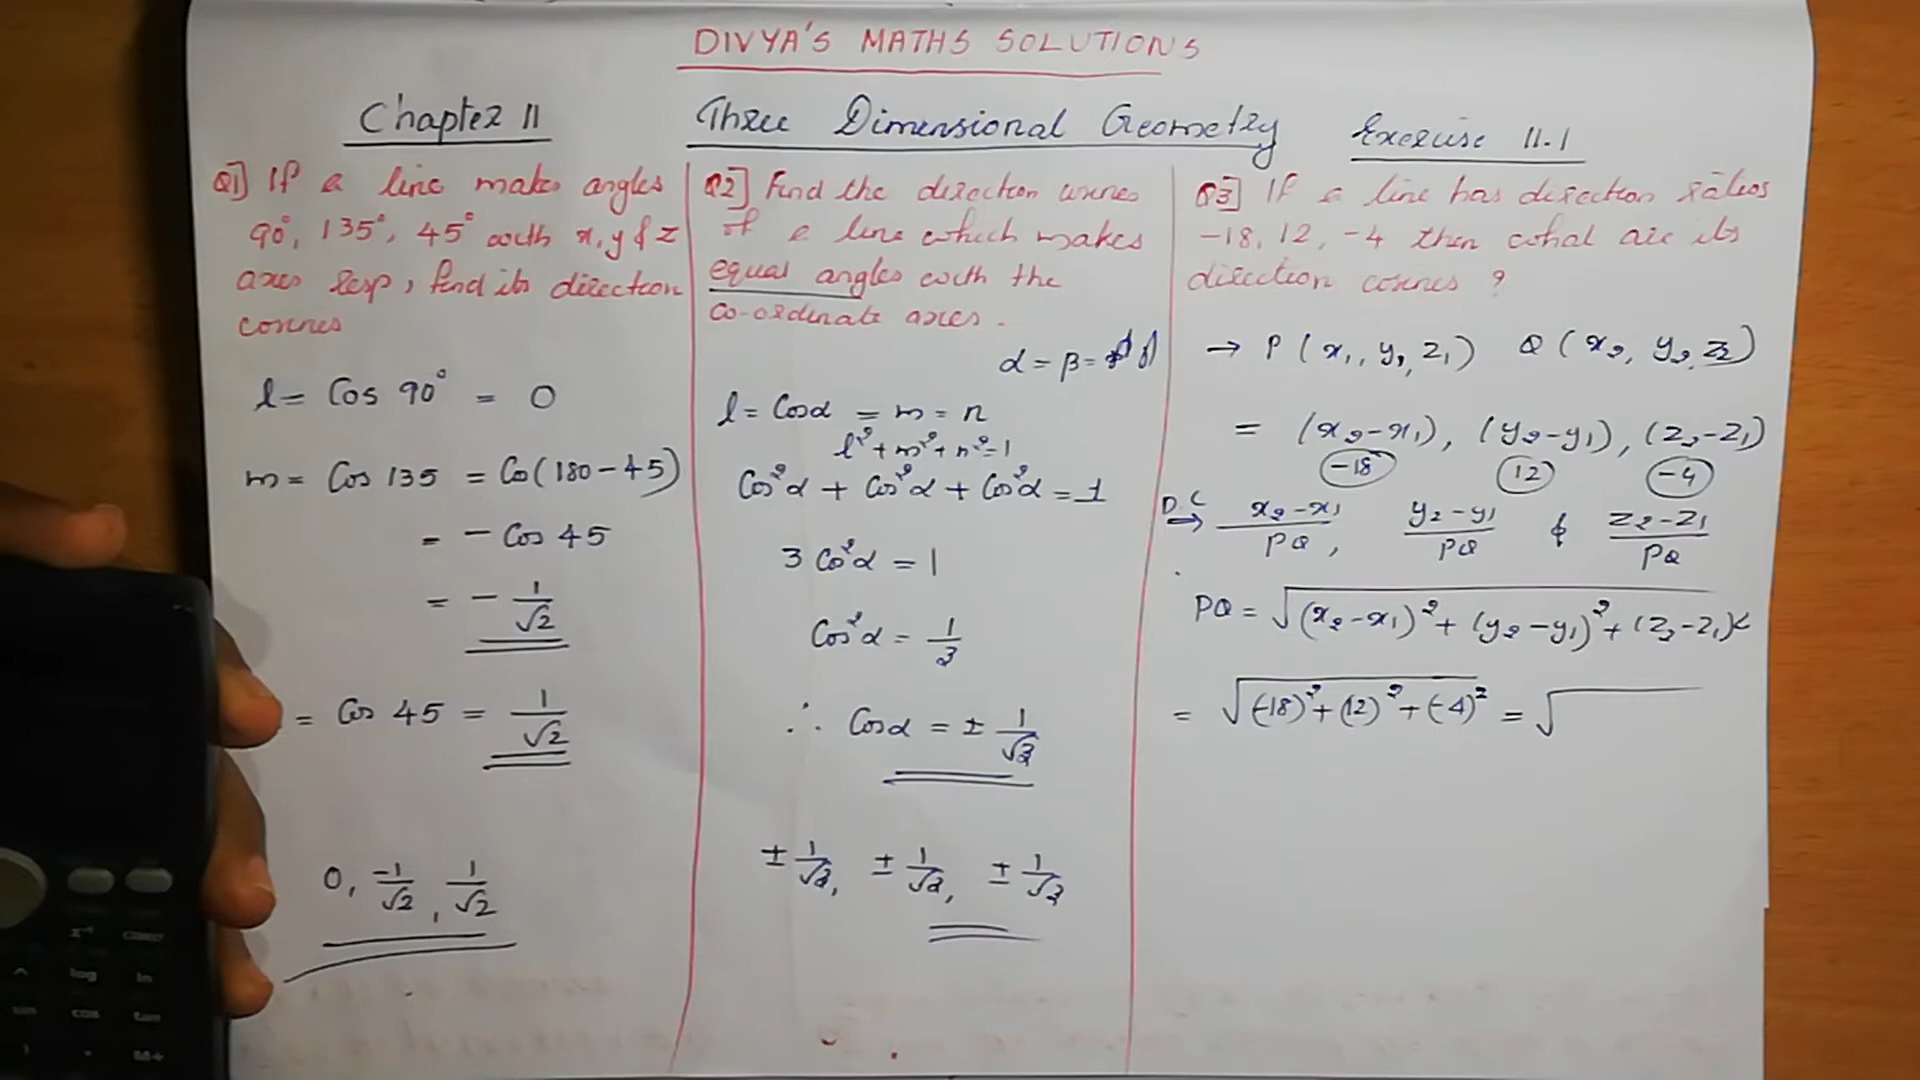 DIVYA'S MATHS SOLUTIONS
Chapter 11 Three Dimensional Geometry Exercise 11.1
Q1] If a line makes angles
90°, 135°, 45° with x, y & z
axes resp, find its direction
cosines
l = Cos 90° = 0
m = Cos 135 = Co(180-45)
= - Cos 45
= - 1/√2
= Cos 45 = 1/√2
0, -1/√2, 1/√2
Q2] Find the direction cosines
of a line which makes
equal angles with the
co-ordinate axes.
α = β =
l = Cosα = m = n
l² + m² + n² = 1
Cos²α + Cos²α + Cos²α = 1
3 Cos²α = 1
Cos²α = 1/3
∴ Cosα = ± 1/√3
± 1/√3, ± 1/√3, ± 1/√3
Q3] If a line has direction ratios
-18, 12, -4 then what are its
direction cosines ?
→ P (x₁, y₁, z₁) Q (x₂, y₂, z₂)
= (x₂-x₁), (y₂-y₁), (z₂-z₁)
-18 12 -4
D.C → x₂-x₁/PQ, y₂-y₁/PQ & z₂-z₁/PQ
PQ = √(x₂-x₁)² + (y₂-y₁)² + (z₂-z₁)²
= √(-18)² + (12)² + (-4)² = √
x⁻¹
log ln
sin cos tan
M+